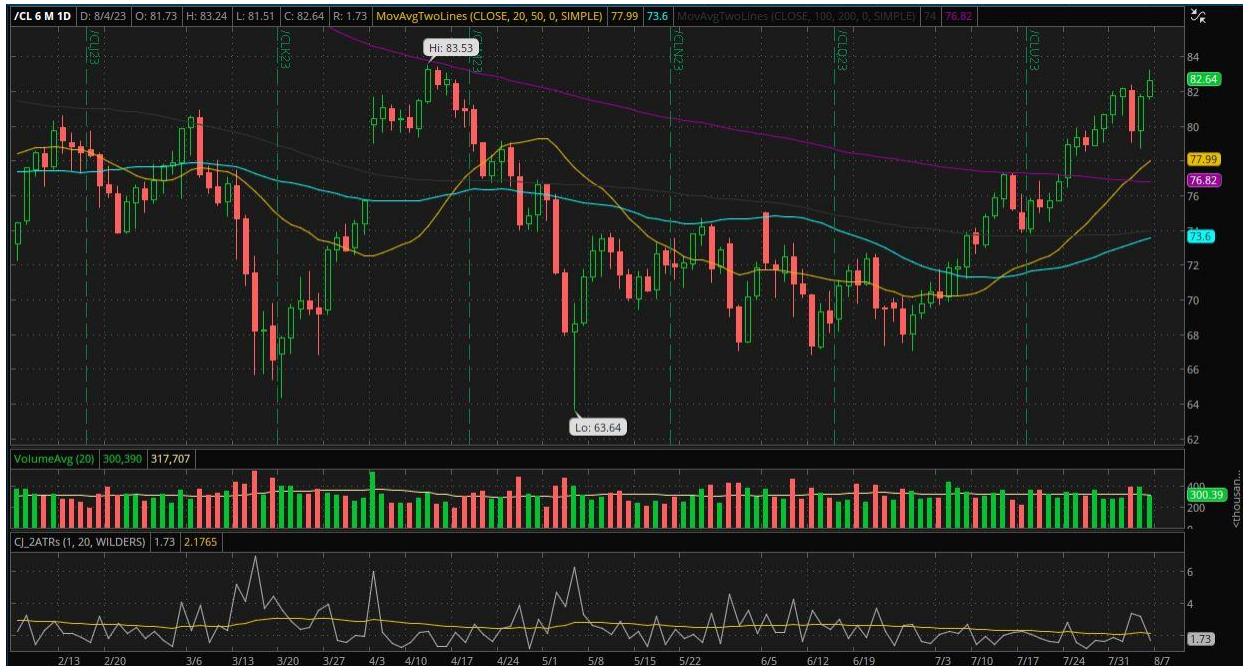 /CL 6 M 1D D: 8/4/23 O: 81.73 H: 83.24 L: 81.51 C: 82.64 R: 1.73 MovAvgTwoLines (CLOSE, 20, 50, 0, SIMPLE) 77.99 73.6 MovAvgTwoLines (CLOSE, 100, 200, 0, SIMPLE) 74 76.82
/CLJ23
/CLK23
/CLN23
/CLQ23
/CLU23
Hi: 83.53
Lo: 63.64
84
82.64
82
80
77.99
76.82
76
73.6
72
70
68
66
64
62
VolumeAvg (20) 300,390 317,707
400
300.39
200
0
<thousan...
CJ_2ATRs (1, 20, WILDERS) 1.73 2.1765
6
4
1.73
2/13 2/20 3/6 3/13 3/20 3/27 4/3 4/10 4/17 4/24 5/1 5/8 5/15 5/22 6/5 6/12 6/19 7/3 7/10 7/17 7/24 7/31 8/7